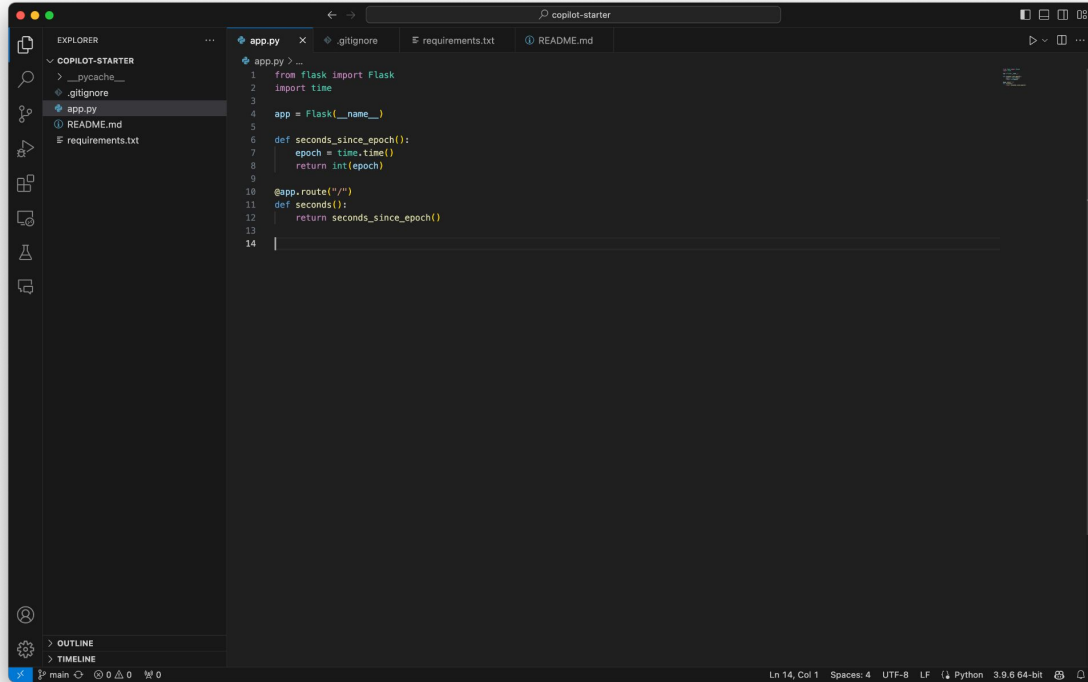 copilot-starter
EXPLORER
COPILOT-STARTER
__pycache__
.gitignore
app.py
README.md
requirements.txt
OUTLINE
TIMELINE
app.py
.gitignore
requirements.txt
README.md
app.py > ...
1 from flask import Flask
2 import time
3
4 app = Flask(__name__)
5
6 def seconds_since_epoch():
7     epoch = time.time()
8     return int(epoch)
9
10 @app.route("/")
11 def seconds():
12     return seconds_since_epoch()
13
14
main 0 0 0
Ln 14, Col 1 Spaces: 4 UTF-8 LF Python 3.9.6 64-bit